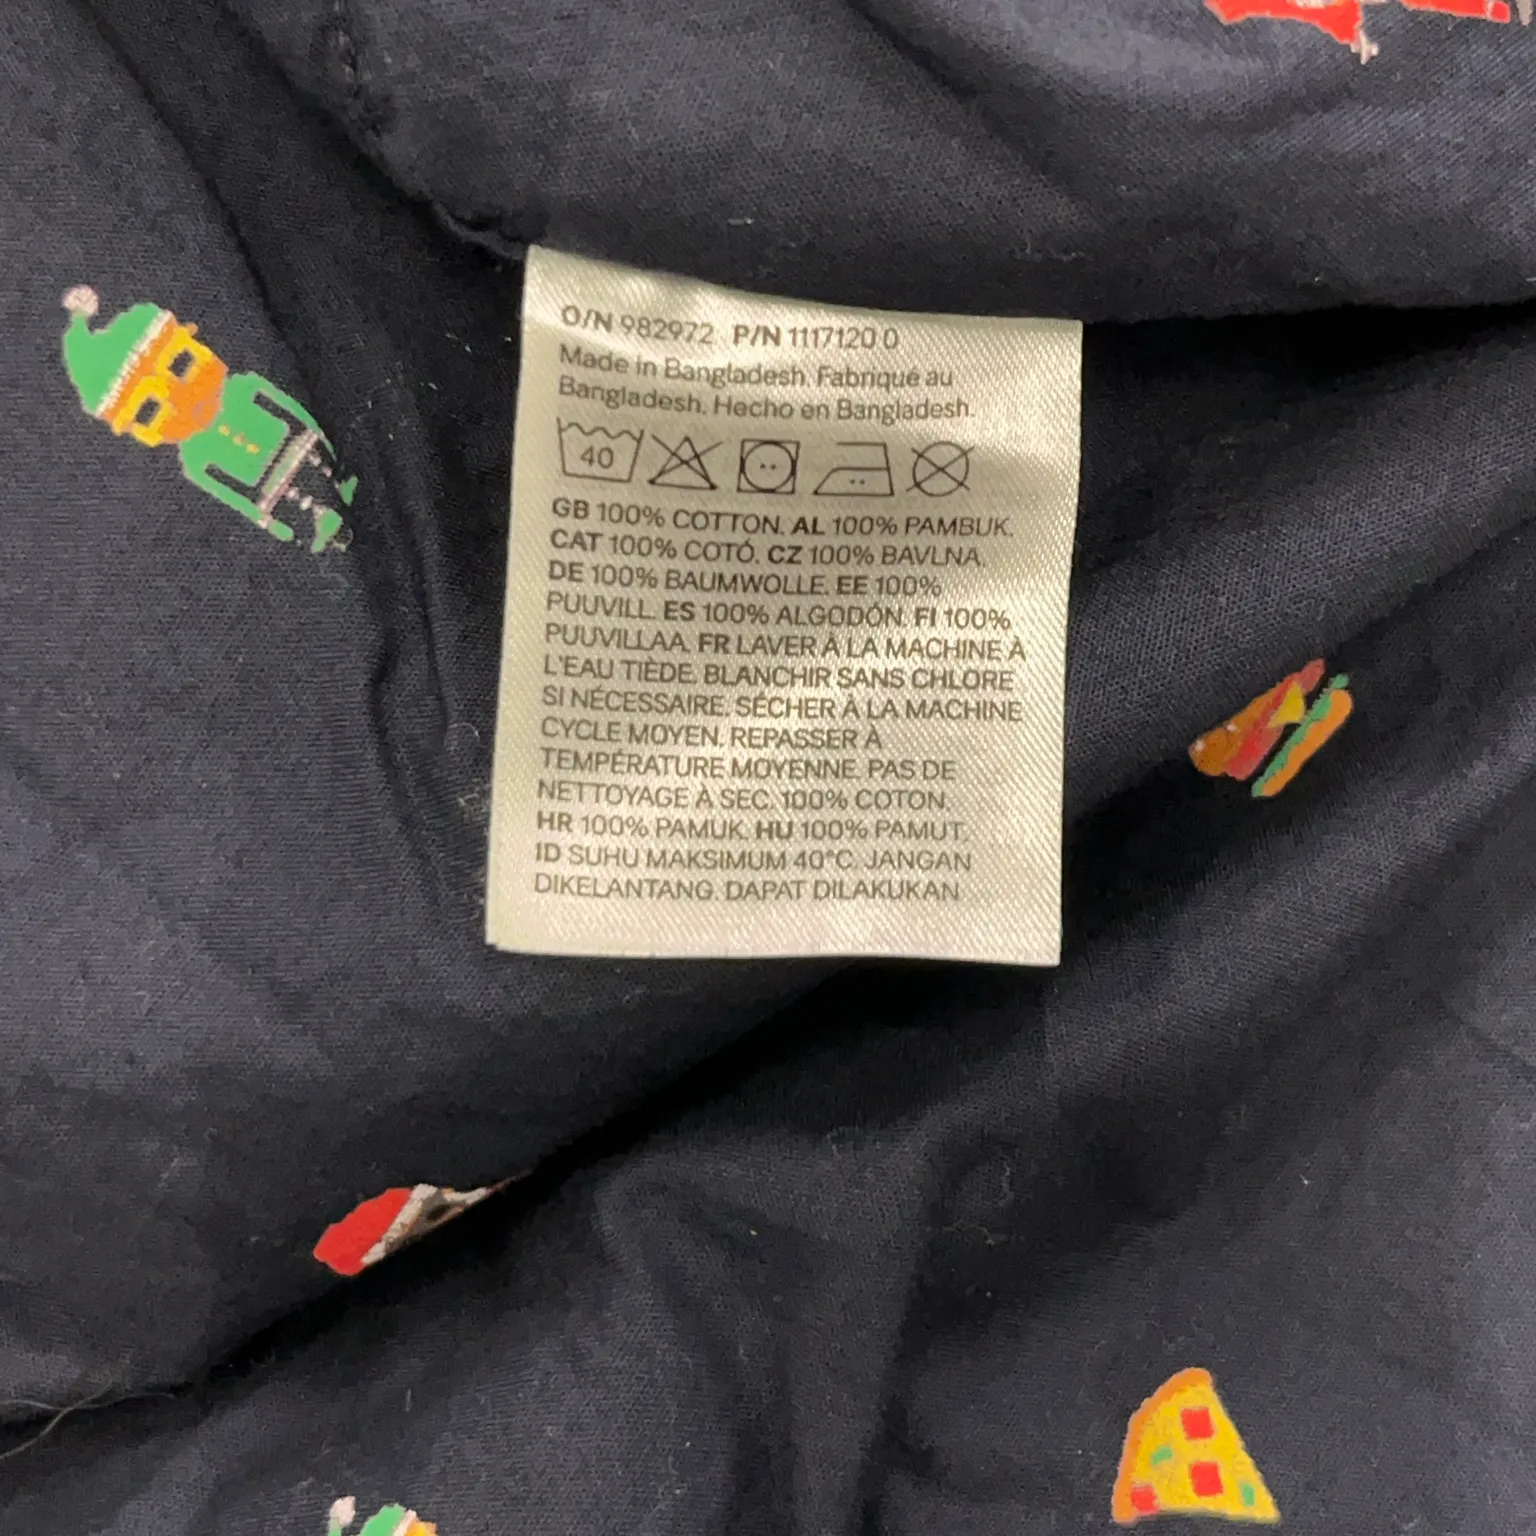 O/N 982972 P/N 1117120 0
Made in Bangladesh. Fabriqué au
Bangladesh. Hecho en Bangladesh.
40
GB 100% COTTON. AL 100% PAMBUK.
CAT 100% COTÓ. CZ 100% BAVLNA.
DE 100% BAUMWOLLE. EE 100%
PUUVILL. ES 100% ALGODÓN. FI 100%
PUUVILLAA. FR LAVER À LA MACHINE À
L'EAU TIÈDE. BLANCHIR SANS CHLORE
SI NÉCESSAIRE. SÉCHER À LA MACHINE
CYCLE MOYEN. REPASSER À
TEMPÉRATURE MOYENNE. PAS DE
NETTOYAGE À SEC. 100% COTON.
HR 100% PAMUK. HU 100% PAMUT.
ID SUHU MAKSIMUM 40°C. JANGAN
DIKELANTANG. DAPAT DILAKUKAN